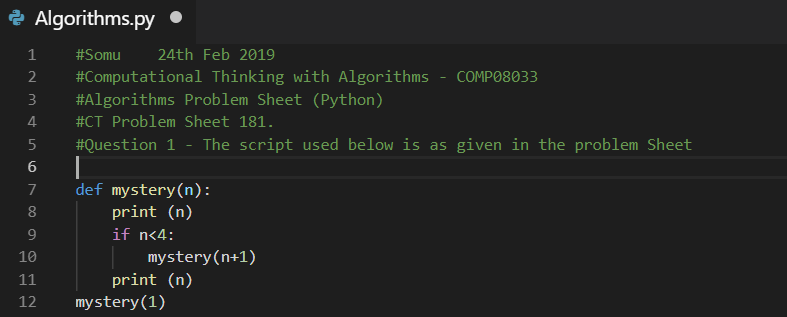 Algorithms.py
1 #Somu    24th Feb 2019
2 #Computational Thinking with Algorithms - COMP08033
3 #Algorithms Problem Sheet (Python)
4 #CT Problem Sheet 181.
5 #Question 1 - The script used below is as given in the problem Sheet
6
7 def mystery(n):
8     print (n)
9     if n<4:
10         mystery(n+1)
11     print (n)
12 mystery(1)